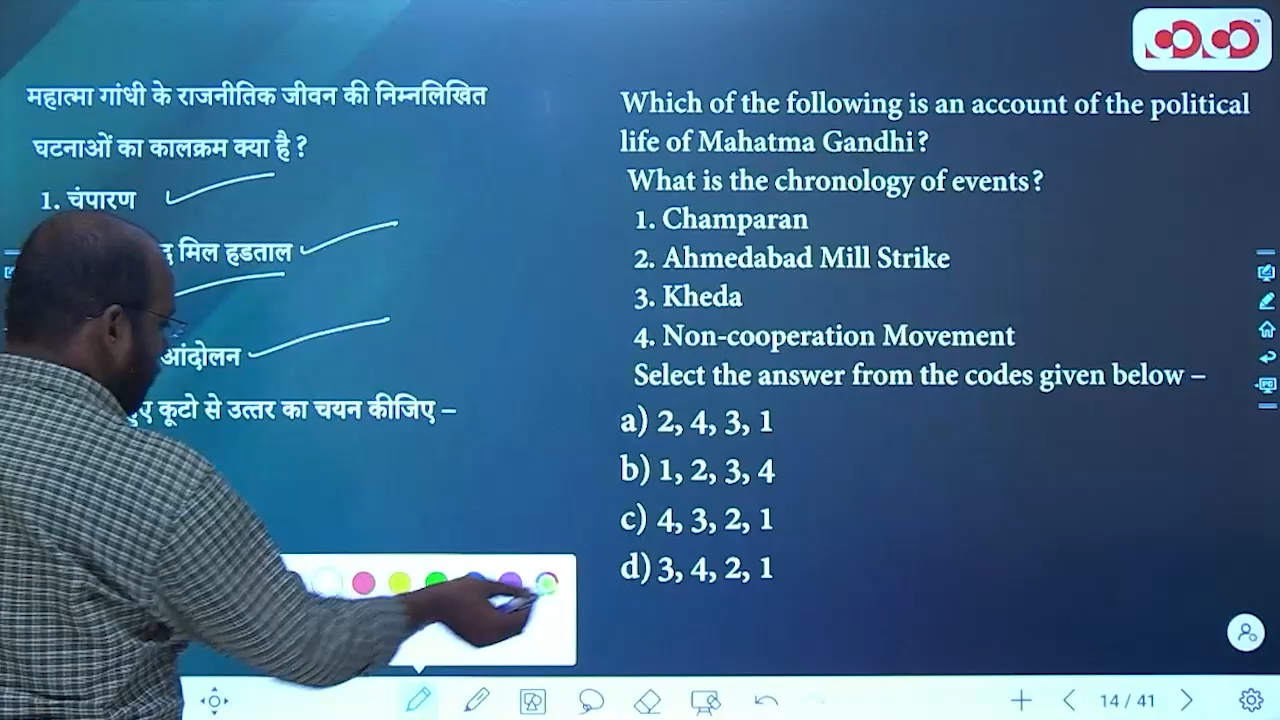 महात्मा गांधी के राजनीतिक जीवन की निम्नलिखित
घटनाओं का कालक्रम क्या है ?
1. चंपारण
मिल हडताल
आंदोलन
कूटो से उत्तर का चयन कीजिए –
Which of the following is an account of the political
life of Mahatma Gandhi?
What is the chronology of events?
1. Champaran
2. Ahmedabad Mill Strike
3. Kheda
4. Non-cooperation Movement
Select the answer from the codes given below –
a) 2, 4, 3, 1
b) 1, 2, 3, 4
c) 4, 3, 2, 1
d) 3, 4, 2, 1
PC
14 / 41